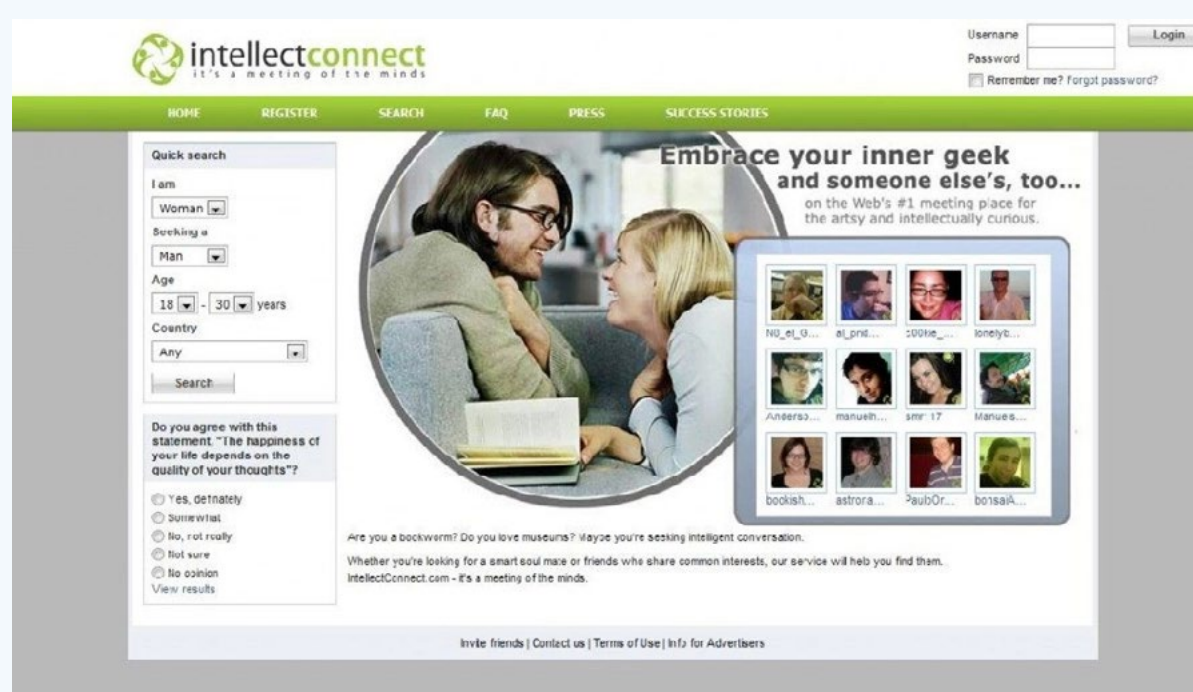 intellectconnect
it's a meeting of the minds
Username
Login
Password
Remember me? Forgot password?
HOME REGISTER SEARCH FAQ PRESS SUCCESS STORIES
Quick search
I am
Woman
Seeking a
Man
Age
18 - 30 years
Country
Any
Search
Do you agree with this
statement. "The happiness of
your life depends on the
quality of your thoughts"?
Yes, definately
Somewhat
No, not really
Not sure
No opinion
View results
Embrace your inner geek
and someone else's, too...
on the Web's #1 meeting place for
the artsy and intellectually curious.
lonelyb...
Anderso... manueln... Manuels...
bookish... astrora... PauloOr... bonsaiA...
Are you a bookworm? Do you love museums? Maybe you're seeking intelligent conversation.
Whether you're looking for a smart soul mate or friends who share common interests, our service will help you find them.
IntellectConnect.com - it's a meeting of the minds.
Invite friends | Contact us | Terms of Use | Info for Advertisers